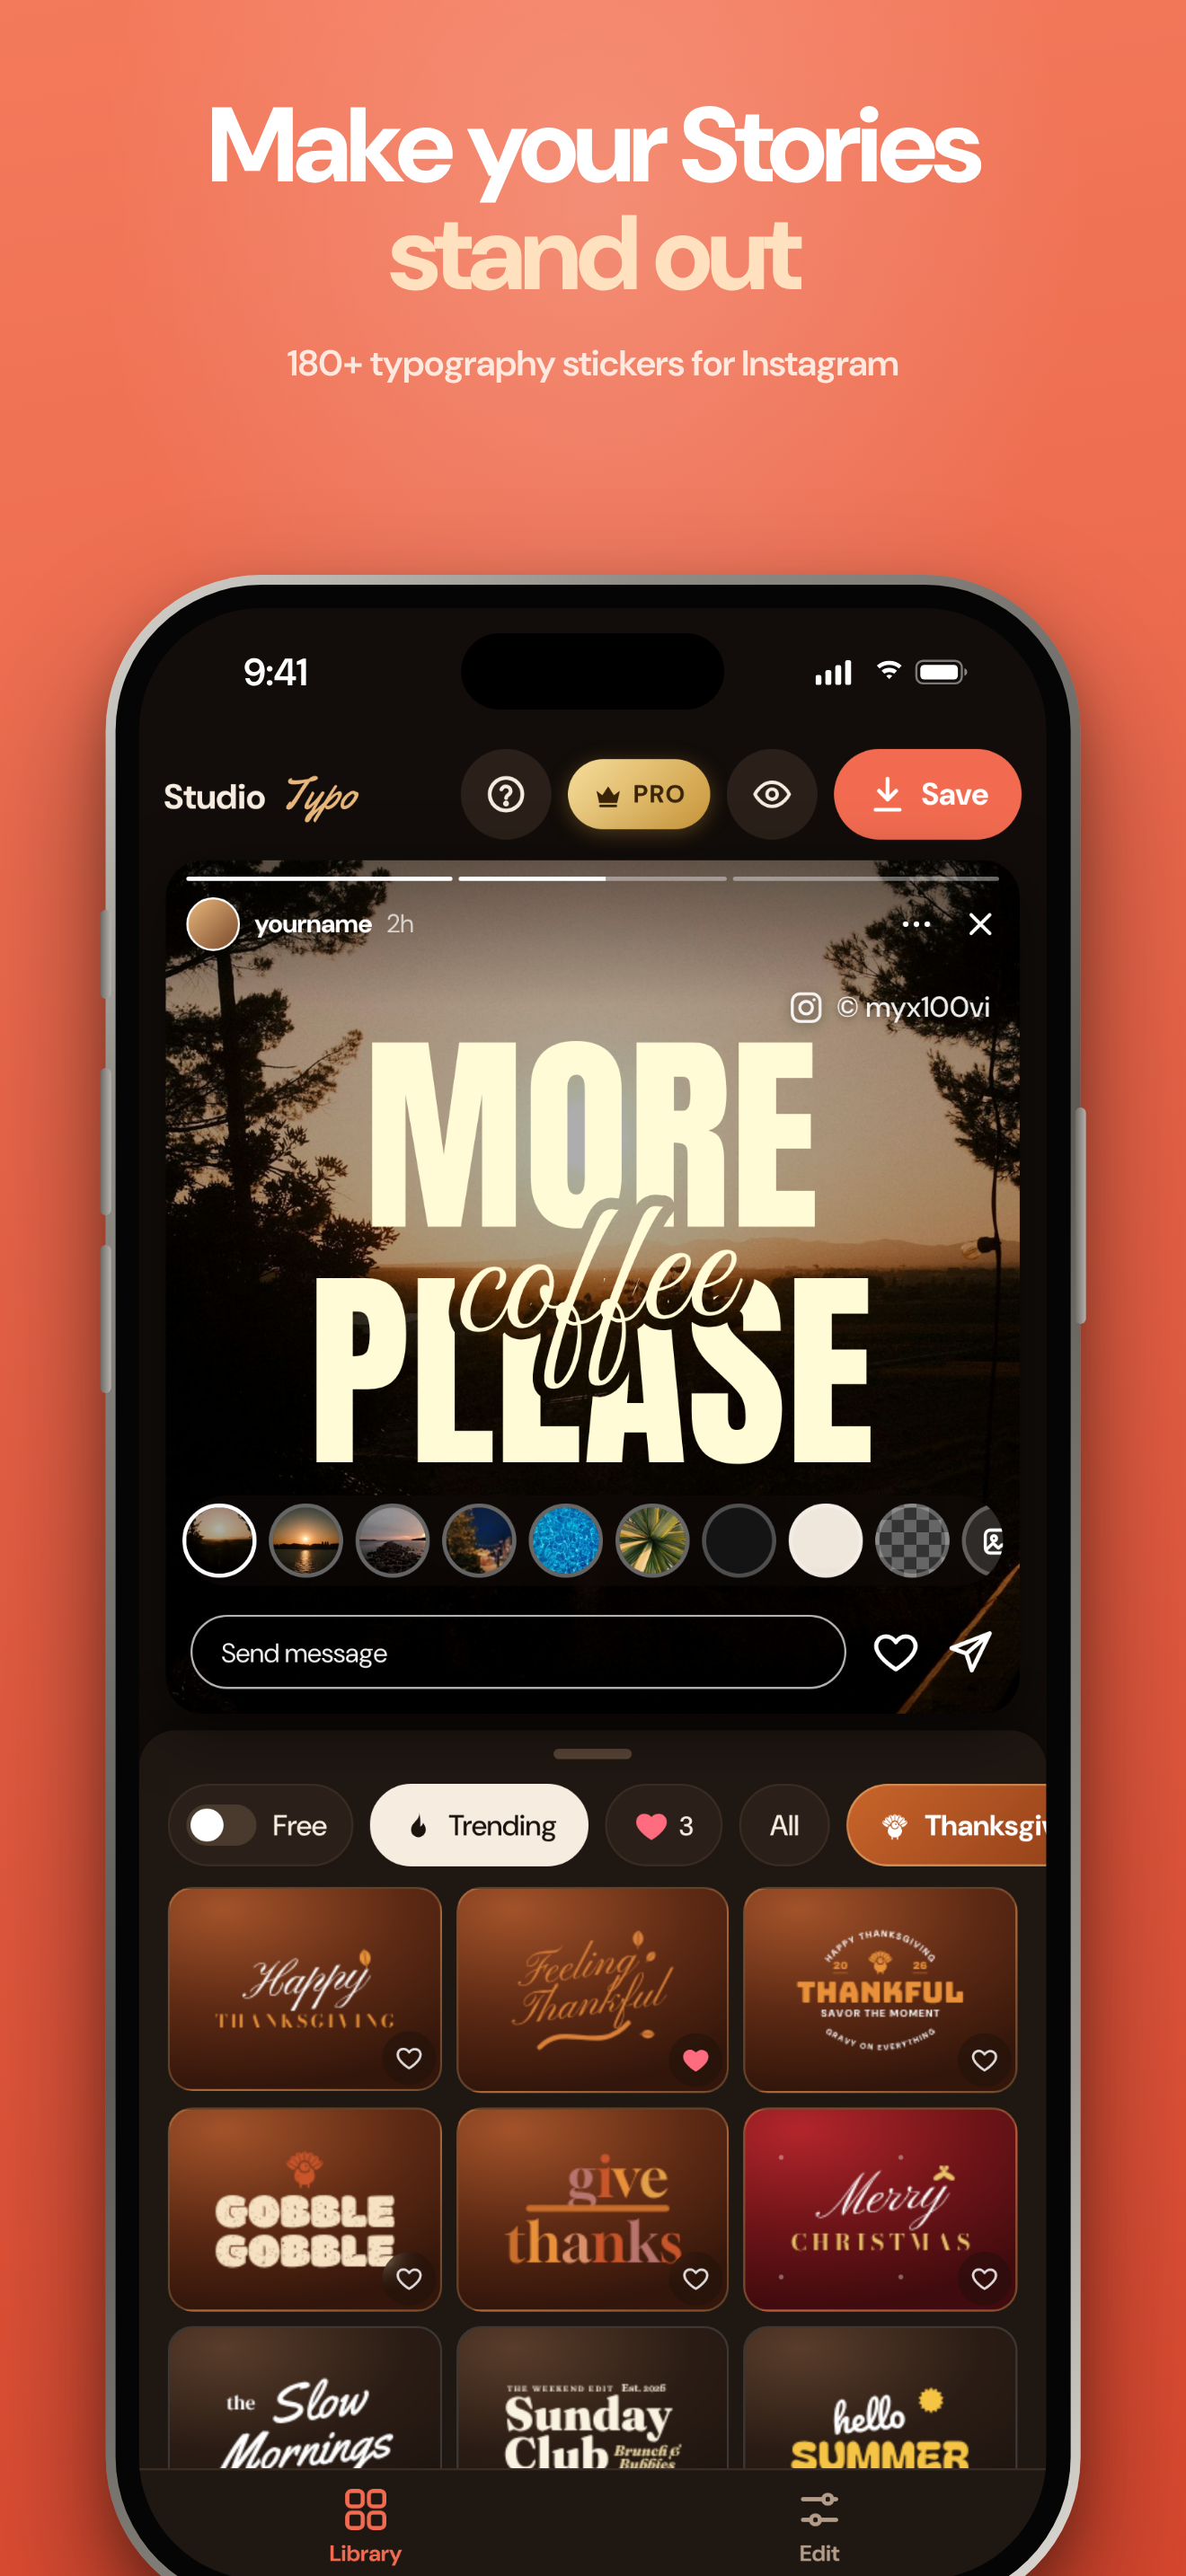 Make your Stories
stand out
180+ typography stickers for Instagram
9:41
Studio Typo
PRO
Save
yourname 2h
© myx100vi
MORE
coffee
PLEASE
Send message
Free
Trending
3
All
Thanksgiv
Happy
THANKSGIVING
Feeling
Thankful
HAPPY THANKSGIVING
20 26
THANKFUL
SAVOR THE MOMENT
GRAVY ON EVERYTHING
GOBBLE
GOBBLE
give
thanks
Merry
CHRISTMAS
the Slow
Mornings
THE WEEKEND EDIT Est. 2026
Sunday
Club Brunch &
Bubbles
hello
SUMMER
Library
Edit